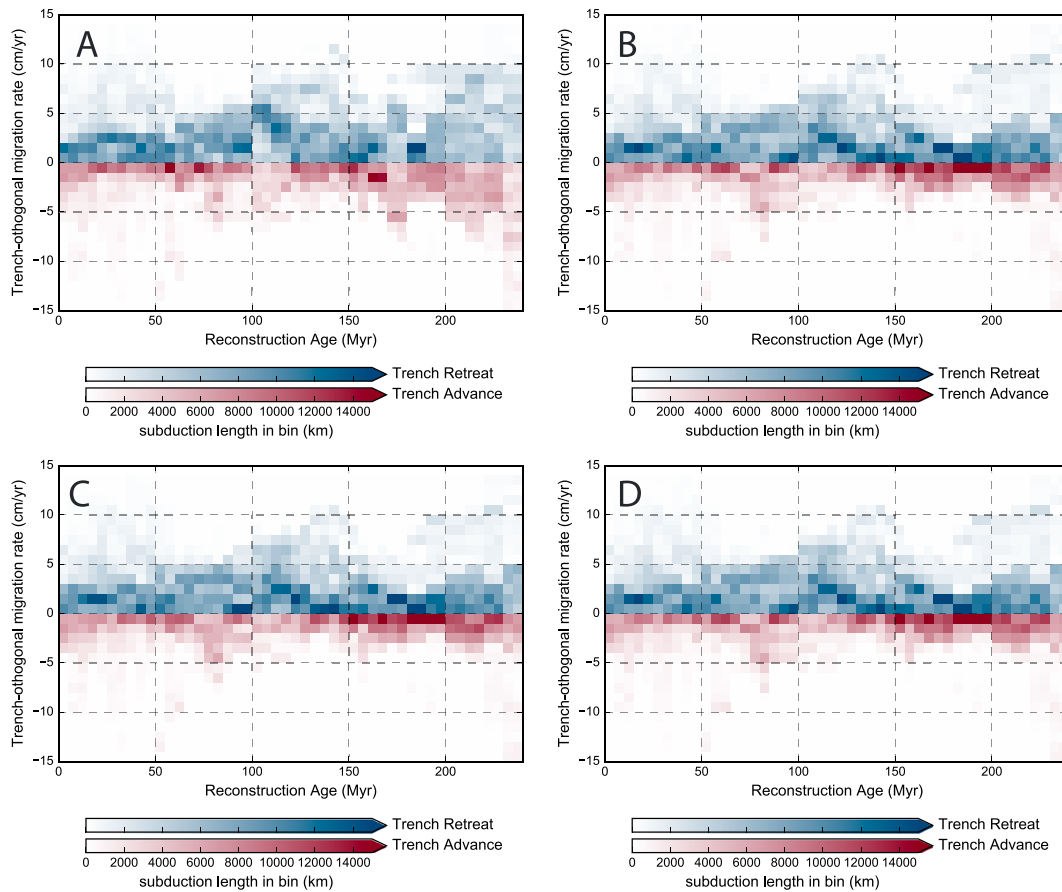 A
Trench-othogonal migration rate (cm/yr)
15
10
5
0
−5
−10
−15
0 50 100 150 200
Reconstruction Age (Myr)
Trench Retreat
Trench Advance
0 2000 4000 6000 8000 10000 12000 14000
subduction length in bin (km)
B
Trench-othogonal migration rate (cm/yr)
15
10
5
0
−5
−10
−15
0 50 100 150 200
Reconstruction Age (Myr)
Trench Retreat
Trench Advance
0 2000 4000 6000 8000 10000 12000 14000
subduction length in bin (km)
C
Trench-othogonal migration rate (cm/yr)
15
10
5
0
−5
−10
−15
0 50 100 150 200
Reconstruction Age (Myr)
Trench Retreat
Trench Advance
0 2000 4000 6000 8000 10000 12000 14000
subduction length in bin (km)
D
Trench-othogonal migration rate (cm/yr)
15
10
5
0
−5
−10
−15
0 50 100 150 200
Reconstruction Age (Myr)
Trench Retreat
Trench Advance
0 2000 4000 6000 8000 10000 12000 14000
subduction length in bin (km)